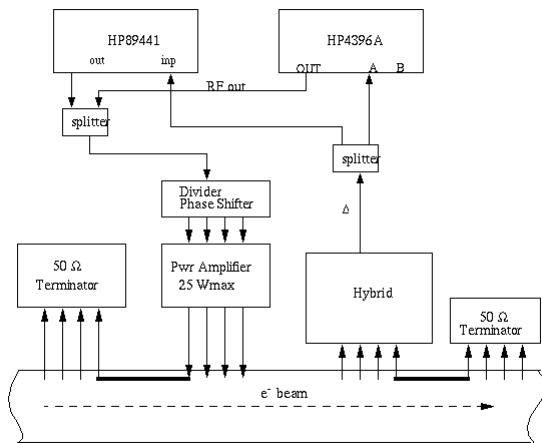 HP89441
HP4396A
out
inp
OUT
A
B
RF out
splitter
splitter
Divider
Phase Shifter
Δ
50 Ω
Terminator
Pwr Amplifier
25 Wmax
Hybrid
50 Ω
Terminator
e⁻ beam